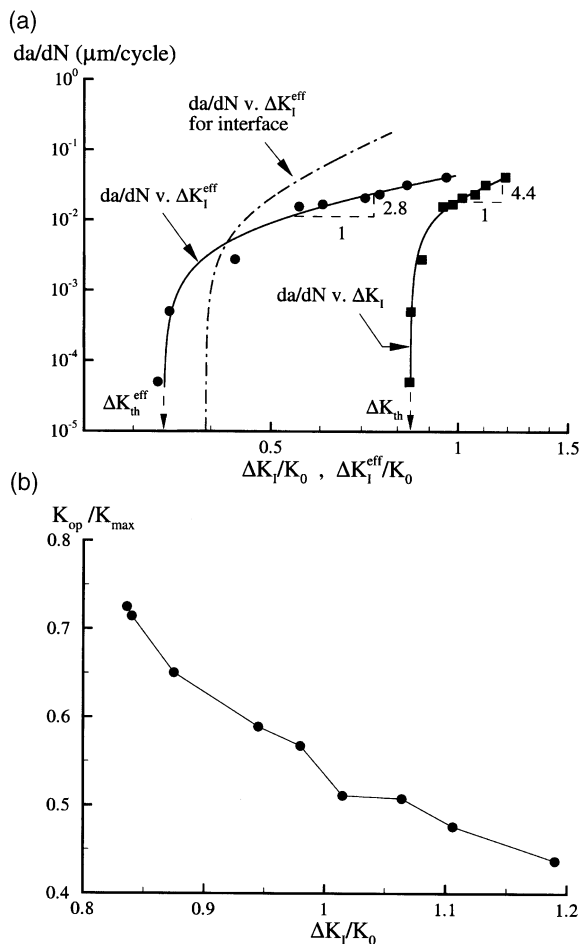 (a)
da/dN (μm/cycle)
10⁰
10⁻¹
10⁻²
10⁻³
10⁻⁴
10⁻⁵
da/dN v. ΔK_I^eff
for interface
da/dN v. ΔK_I^eff
2.8
1
4.4
1
da/dN v. ΔK_I
ΔK_th^eff
ΔK_th
0.5
1
1.5
ΔK_I/K_0 , ΔK_I^eff/K_0
(b)
K_op/K_max
0.8
0.7
0.6
0.5
0.4
0.8
0.9
1
1.1
1.2
ΔK_I/K_0